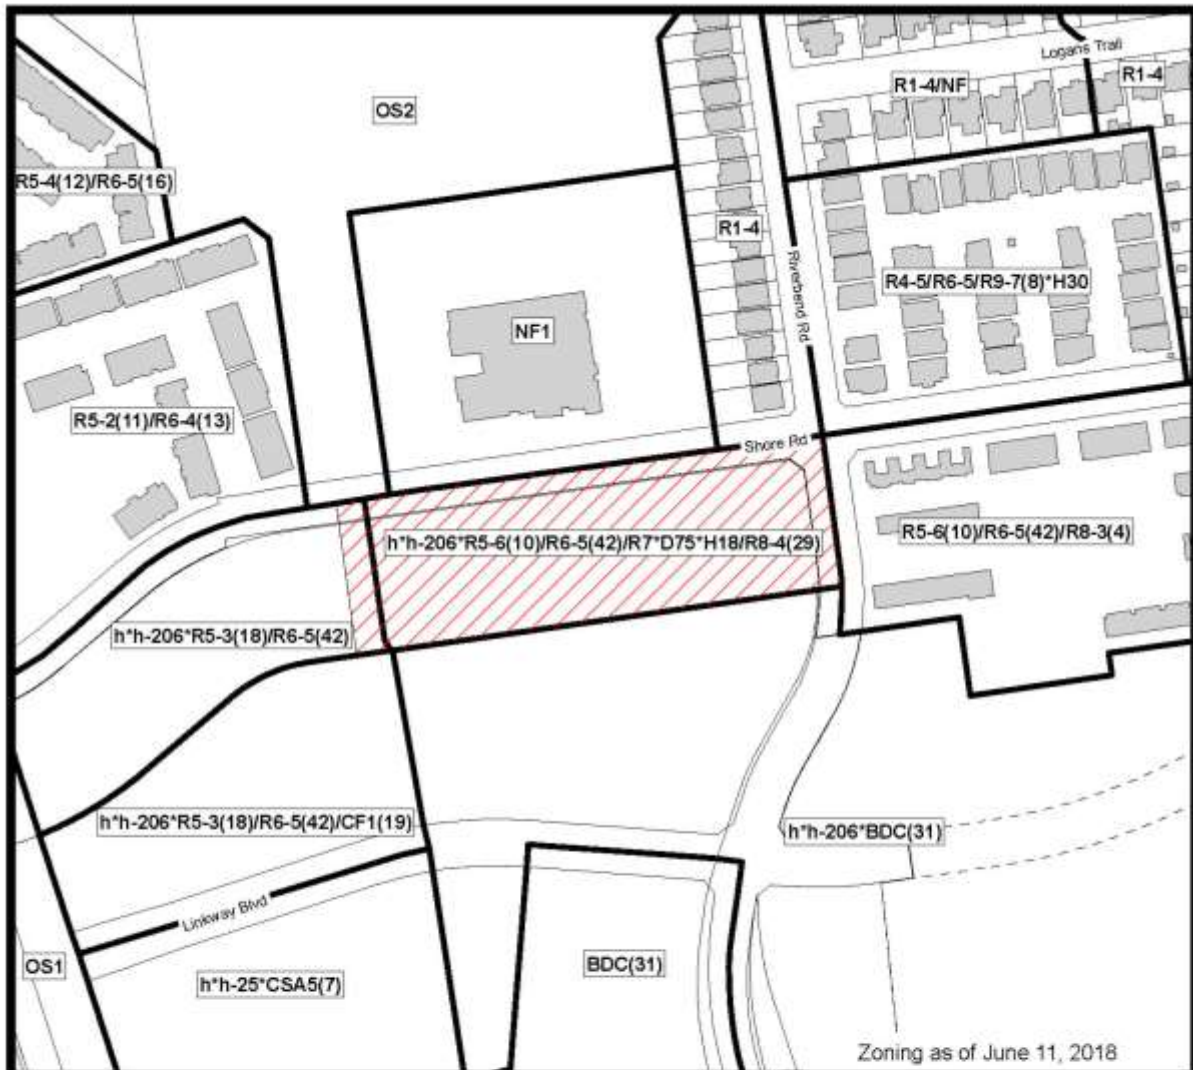 Logans Trail
R1-4
R1-4/NF
OS2
R5-4(12)/R6-5(16)
R1-4
Riverbend Rd
R4-5/R6-5/R9-7(8)*H30
NF1
R5-2(11)/R6-4(13)
Shore Rd
h*h-206*R5-6(10)/R6-5(42)/R7*D75*H18/R8-4(29)
R5-6(10)/R6-5(42)/R8-3(4)
h*h-206*R5-3(18)/R6-5(42)
h*h-206*R5-3(18)/R6-5(42)/CF1(19)
h*h-206*BDC(31)
Linkway Blvd
OS1
h*h-25*CSA5(7)
BDC(31)
Zoning as of June 11, 2018